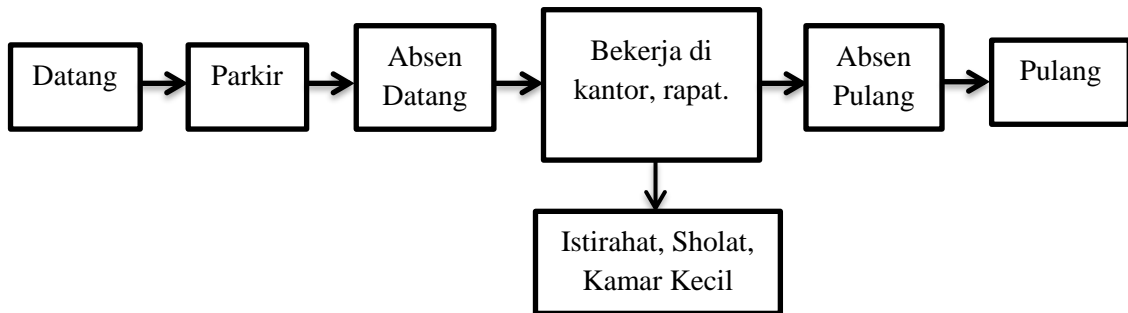 Datang
Parkir
Absen
Datang
Bekerja di
kantor, rapat.
Absen
Pulang
Pulang
Istirahat, Sholat,
Kamar Kecil